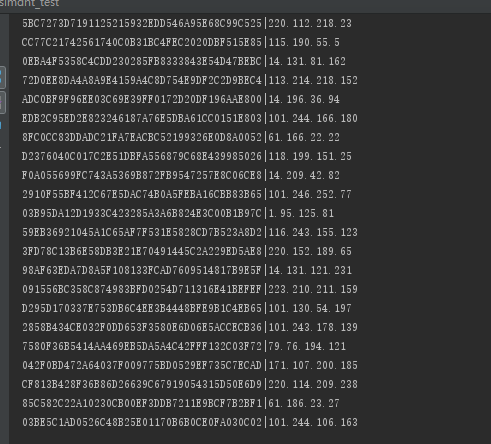 simant_test
5BC7273D7191125215932EDD546A95E68C99C525|220.112.218.23
CC77C21742561740C0B31BC4FEC2020DBF515E85|115.190.55.5
0EBA4F5358C4CDD230285FB8333843E54D47BEBC|14.131.81.162
72D0EE8DA4A8A9E4159A4C8D754E9DF2C2D9BEC4|113.214.218.152
ADC0BF9F96EE03C69E39FF0172D20DF196AAE800|14.196.36.94
EDB2C95ED2E823246187A76E5DBA61CC0151E803|101.244.166.180
8FC0CC83DDADC21FA7EACBC52199326E0D8A0052|61.166.22.22
D2376040C017C2E51DBFA556879C68E439985026|118.199.151.25
F0A055699FC743A5369B872FB9547257E8C06CE8|14.209.42.82
2910F55BF412C67E5DAC74B0A5FEBA16CBB83B65|101.246.252.77
03B95DA12D1933C423285A3A6B824E3C00B1B97C|1.95.125.81
59EB36921045A1C65AF7F531E5828CD7B523A8D2|116.243.155.123
3FD78C13B6E58DB3E21E70491445C2A229ED5AE8|220.152.189.65
98AF63EDA7D8A5F108133FCAD7609514817B9E5F|14.131.121.231
091556BC358C874983BFD0254D711316E41BEFEF|223.210.211.159
D295D170337E753DB6C4EE3B4448BFE9B1C4EB65|101.130.54.197
2858B434CE032F0DD653F3580E6D06E5ACCECB36|101.243.178.139
7580F36B5414AA469EB5DA5A4C42FFF132C03F72|79.76.194.121
042F0BD472A64037F009775BD0529EF735C7ECAD|171.107.200.185
CF813B428F36B86D26639C67919054315D50E6D9|220.114.209.238
85C582C22A10230CB00EF3DDB7211E9BCF7B2BF1|61.186.23.27
03BE5C1AD0526C48B25E01170B6B0CE0FA030C02|101.244.106.163